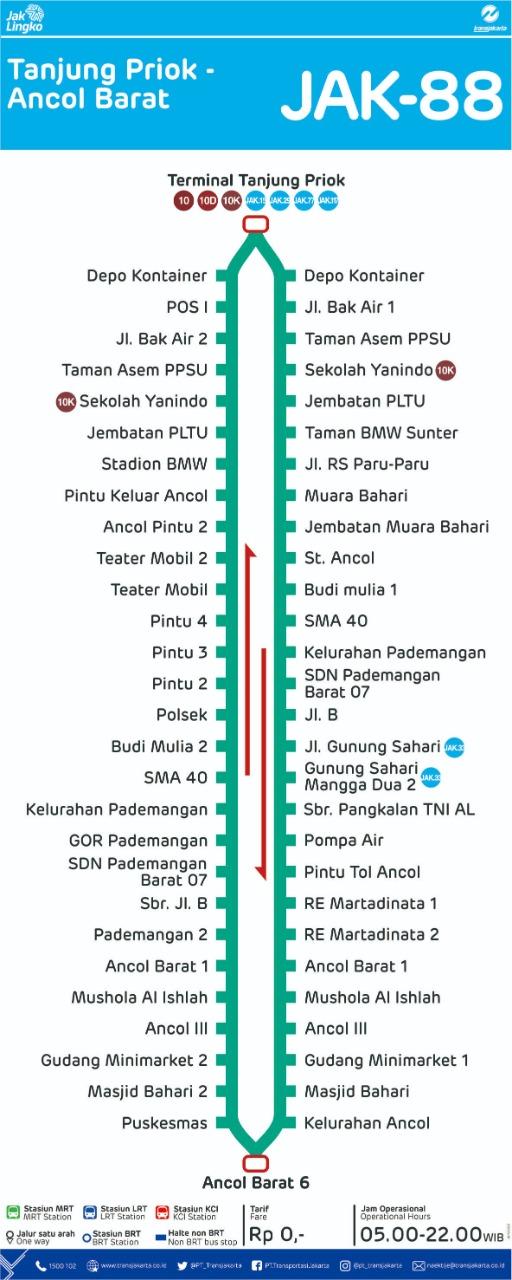 Jak
Lingko
transjakarta
Tanjung Priok -
Ancol Barat
JAK-88
Terminal Tanjung Priok
10 10D 10K JAK.15 JAK.29 JAK.77
Depo Kontainer
POS I
Jl. Bak Air 2
Taman Asem PPSU
10K Sekolah Yanindo
Jembatan PLTU
Stadion BMW
Pintu Keluar Ancol
Ancol Pintu 2
Teater Mobil 2
Teater Mobil
Pintu 4
Pintu 3
Pintu 2
Polsek
Budi Mulia 2
SMA 40
Kelurahan Pademangan
GOR Pademangan
SDN Pademangan
Barat 07
Sbr. Jl. B
Pademangan 2
Ancol Barat 1
Mushola Al Ishlah
Ancol III
Gudang Minimarket 2
Masjid Bahari 2
Puskesmas
Depo Kontainer
Jl. Bak Air 1
Taman Asem PPSU
Sekolah Yanindo 10K
Jembatan PLTU
Taman BMW Sunter
Jl. RS Paru-Paru
Muara Bahari
Jembatan Muara Bahari
St. Ancol
Budi mulia 1
SMA 40
Kelurahan Pademangan
SDN Pademangan
Barat 07
Jl. B
Jl. Gunung Sahari JAK.33
Gunung Sahari
Mangga Dua 2 JAK.33
Sbr. Pangkalan TNI AL
Pompa Air
Pintu Tol Ancol
RE Martadinata 1
RE Martadinata 2
Ancol Barat 1
Mushola Al Ishlah
Ancol III
Gudang Minimarket 1
Masjid Bahari
Kelurahan Ancol
Ancol Barat 6
Stasiun MRT
MRT Station
Stasiun LRT
LRT Station
Stasiun KCI
KCI Station
Jalur satu arah
One way
Stasiun BRT
BRT Station
Halte non BRT
Non BRT bus stop
Tarif
Fare
Rp 0,-
Jam Operasional
Operational Hours
05.00-22.00 WIB
1500 102
www.transjakarta.co.id
@PT_Transjakarta
PT.TransportasiJakarta
@pt_transjakarta
naektije@transjakarta.co.id